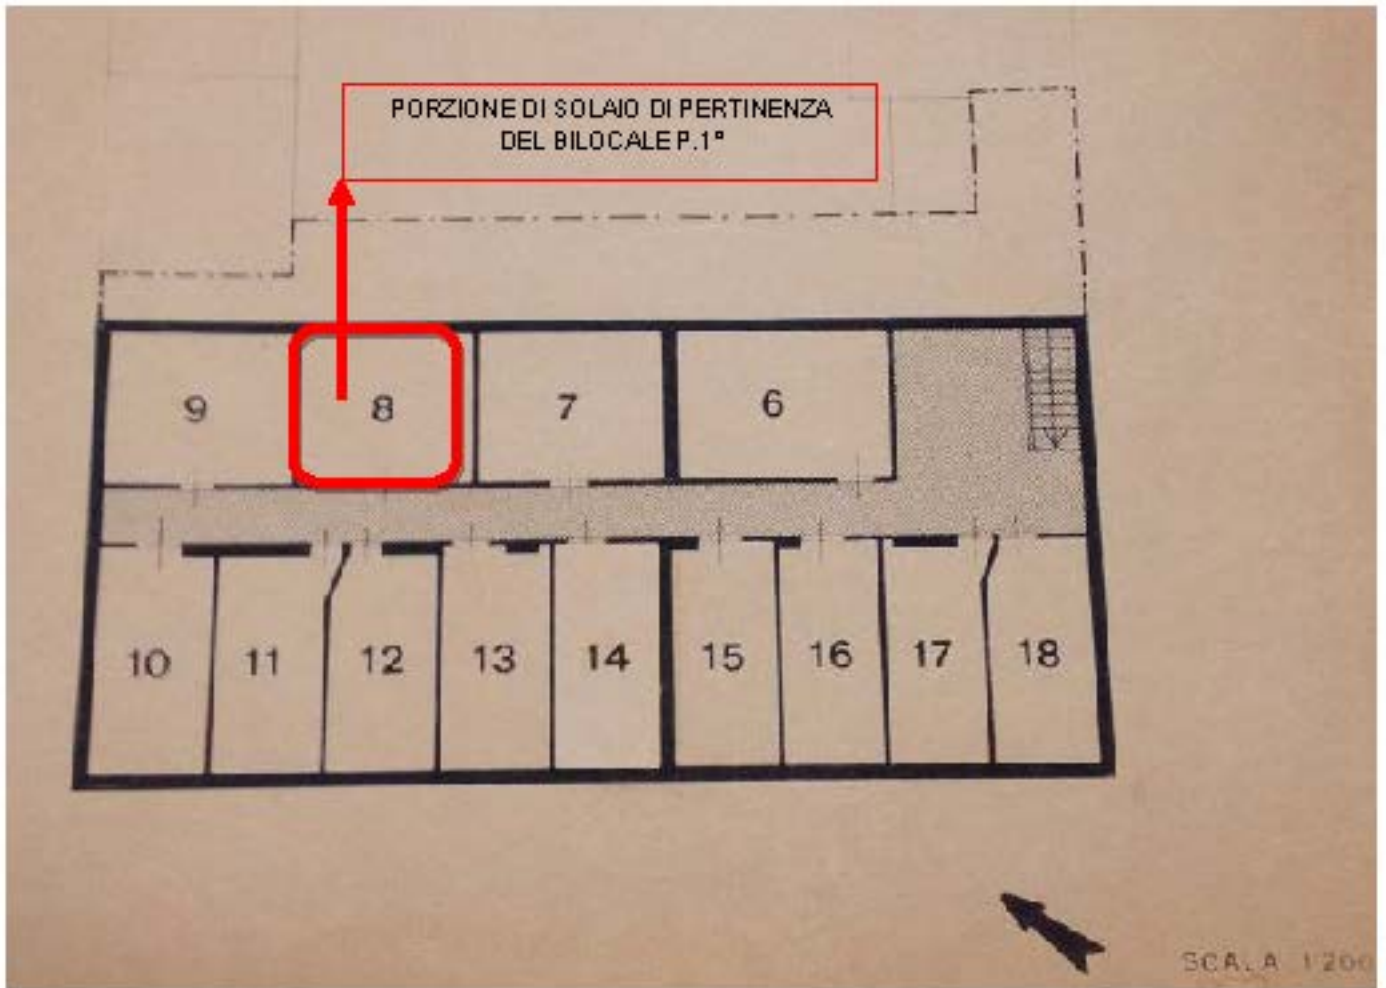 PORZIONE DI SOLAIO DI PERTINENZA
DEL BILOCALE P.1°
9 8 7 6
10 11 12 13 14 15 16 17 18
SCALA 1:200